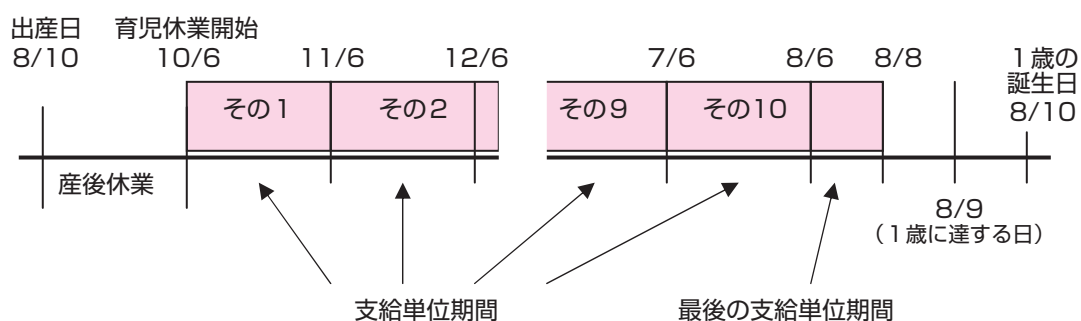 出産日 育児休業開始
8/10 10/6 11/6 12/6 7/6 8/6 8/8 1歳の
誕生日
8/10
その1 その2 その9 その10
産後休業
8/9
(1歳に達する日)
支給単位期間 最後の支給単位期間